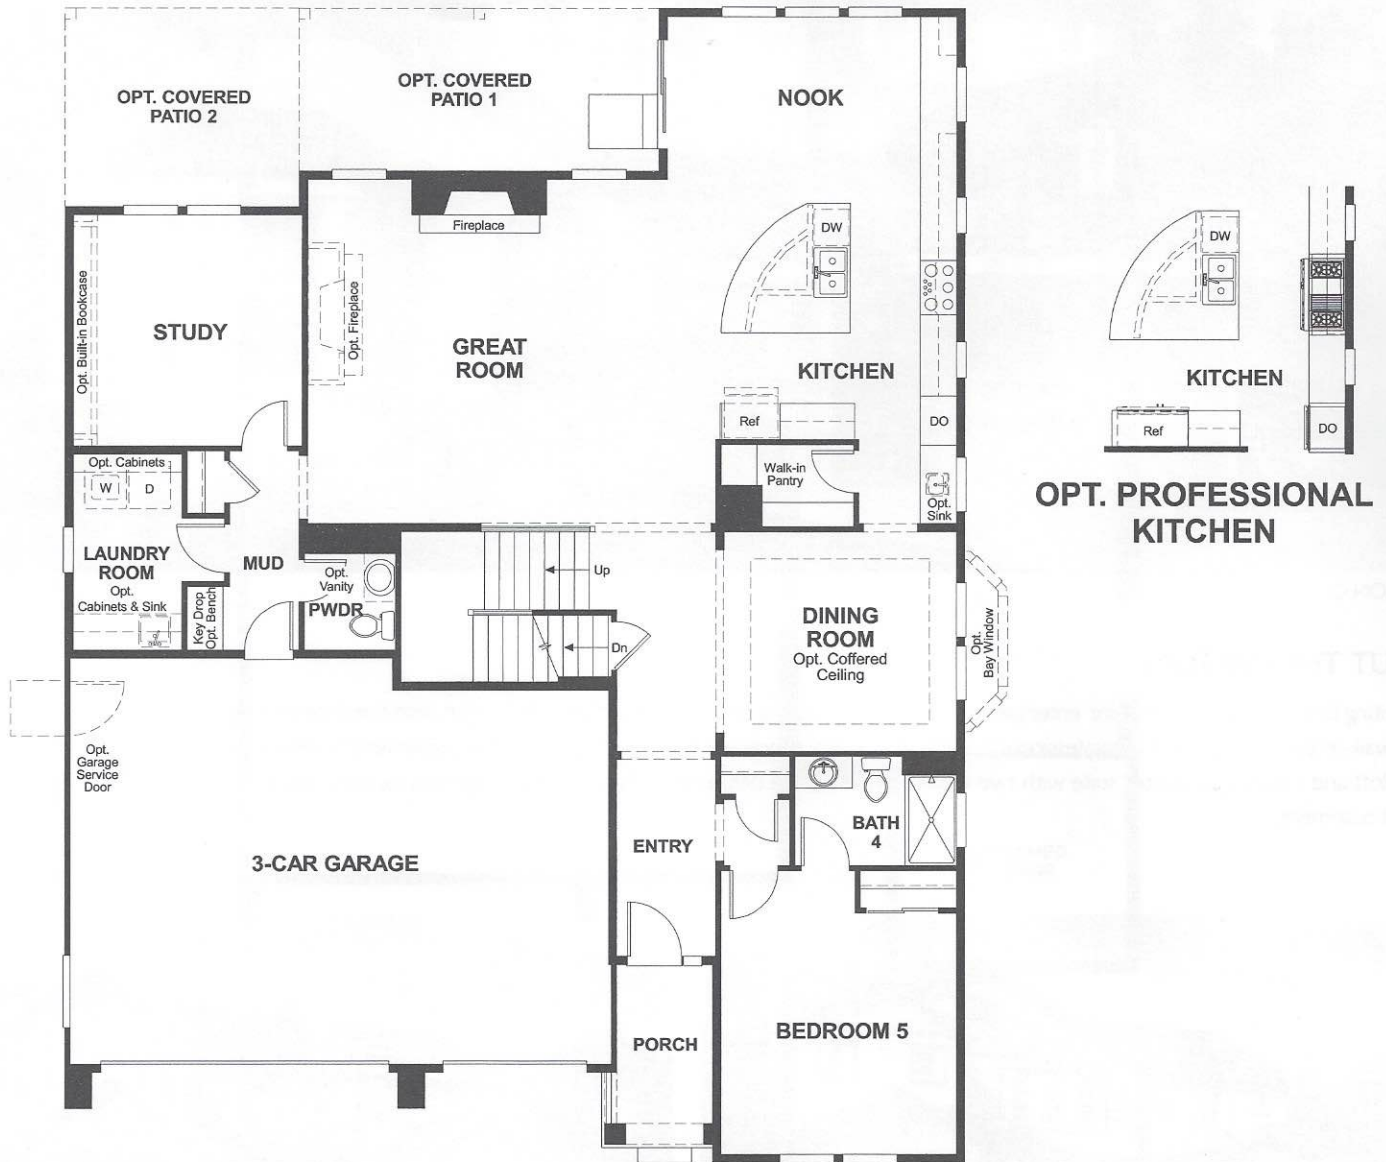 OPT. COVERED
PATIO 2
OPT. COVERED
PATIO 1
NOOK
Fireplace
DW
DW
Opt. Built-in Bookcase
STUDY
Opt. Fireplace
GREAT
ROOM
KITCHEN
KITCHEN
Ref
DO
Ref
DO
Opt. Cabinets
W
D
Walk-in
Pantry
Opt.
Sink
OPT. PROFESSIONAL
KITCHEN
LAUNDRY
ROOM
Opt.
Cabinets & Sink
MUD
Key Drop
Opt. Bench
Opt.
Vanity
PWDR
Up
Dn
DINING
ROOM
Opt. Coffered
Ceiling
Opt.
Bay Window
Opt.
Garage
Service
Door
3-CAR GARAGE
ENTRY
BATH
4
PORCH
BEDROOM 5